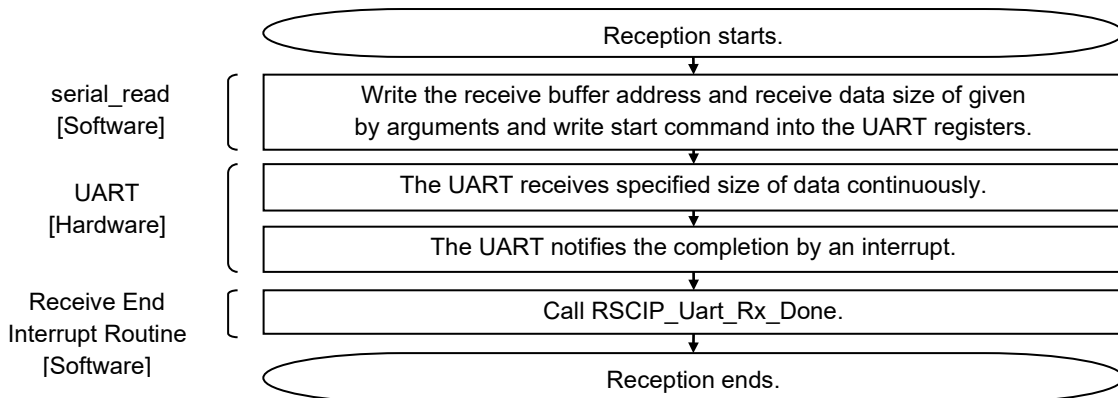 Reception starts.
serial_read
[Software]
Write the receive buffer address and receive data size of given
by arguments and write start command into the UART registers.
UART
[Hardware]
The UART receives specified size of data continuously.
The UART notifies the completion by an interrupt.
Receive End
Interrupt Routine
[Software]
Call RSCIP_Uart_Rx_Done.
Reception ends.